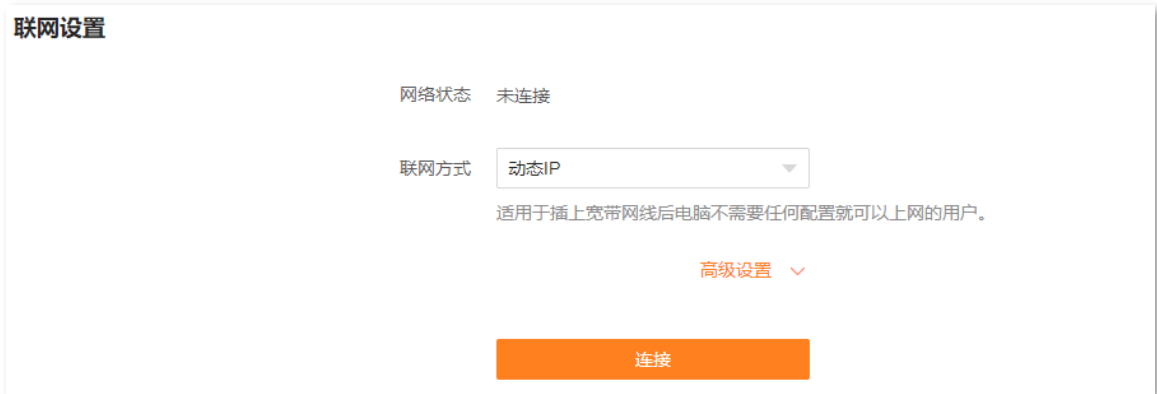 联网设置
网络状态 未连接
联网方式 动态IP
适用于插上宽带网线后电脑不需要任何配置就可以上网的用户。
高级设置
连接